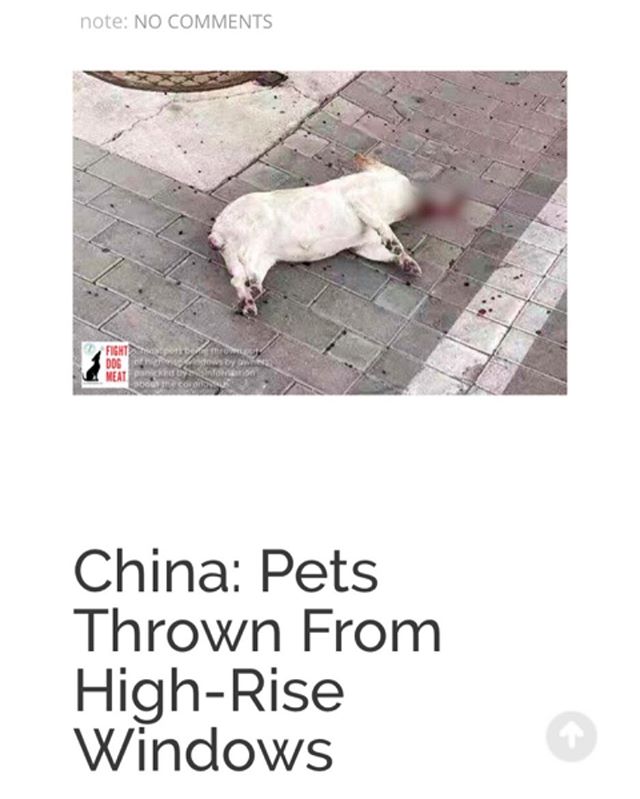 note: NO COMMENTS
FIGHT
DOG
MEAT
China: pets being thrown out
of high-rise windows by owners
panicked by misinformation
about the coronavirus
China: Pets
Thrown From
High-Rise
Windows